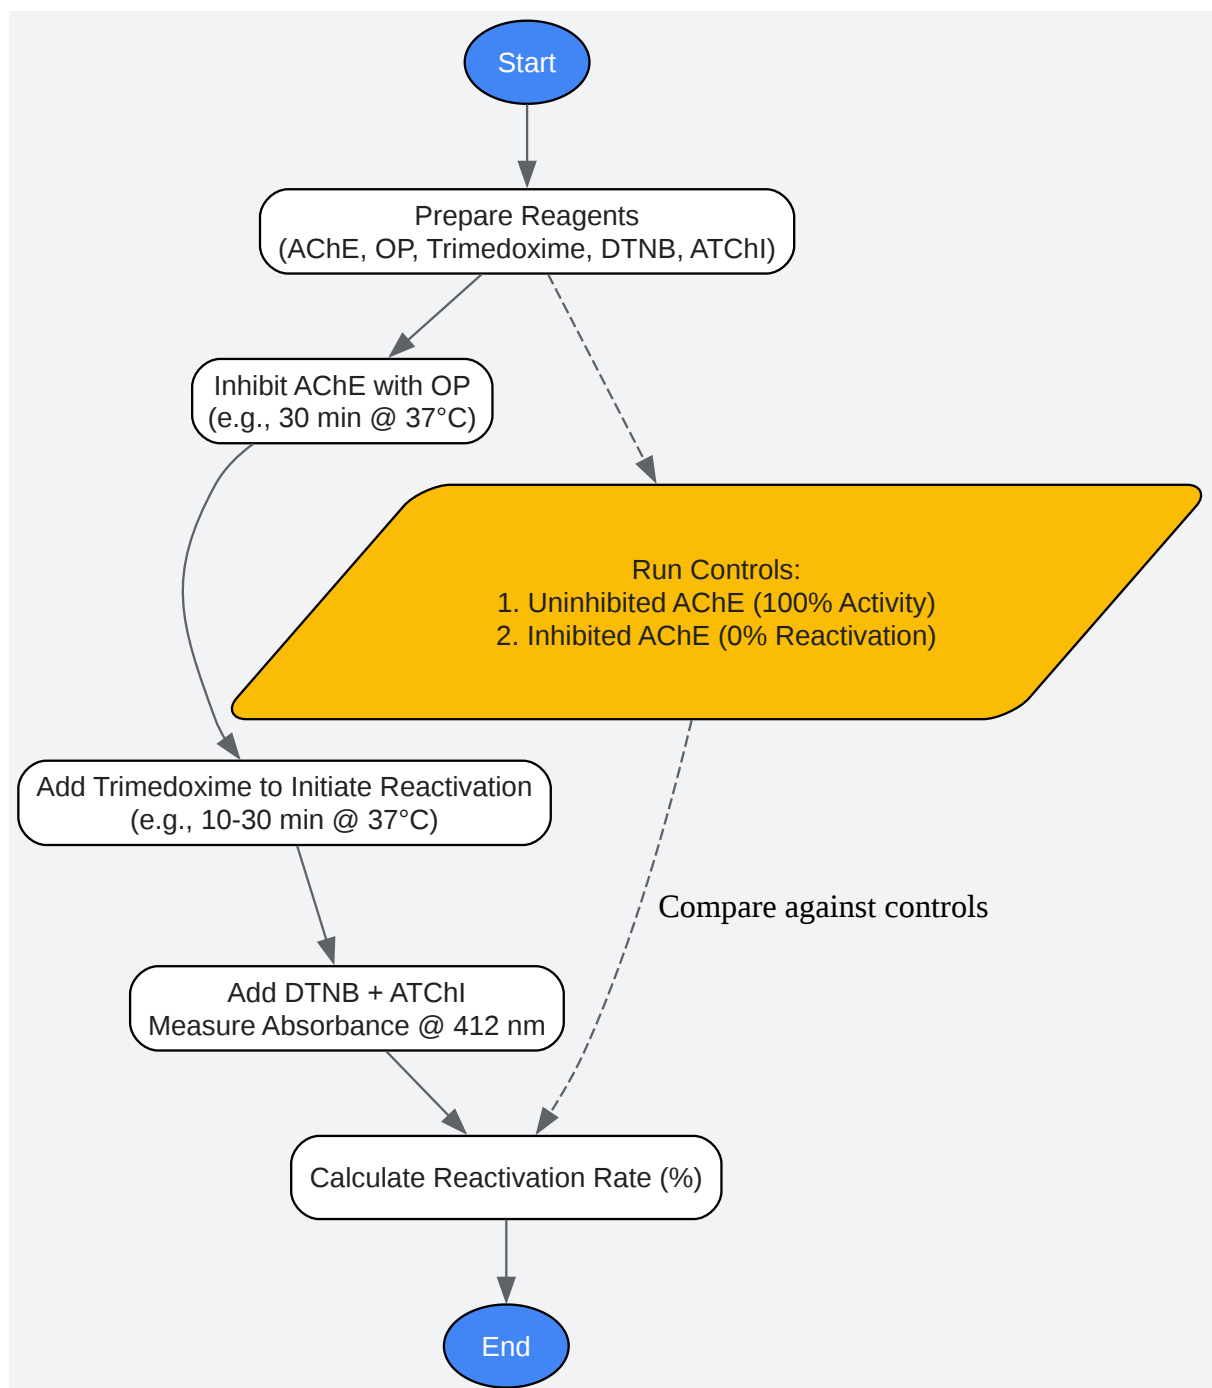 Start
Prepare Reagents
(AChE, OP, Trimedoxime, DTNB, ATChI)
Inhibit AChE with OP
(e.g., 30 min @ 37°C)
Run Controls:
1. Uninhibited AChE (100% Activity)
2. Inhibited AChE (0% Reactivation)
Add Trimedoxime to Initiate Reactivation
(e.g., 10-30 min @ 37°C)
Compare against controls
Add DTNB + ATChI
Measure Absorbance @ 412 nm
Calculate Reactivation Rate (%)
End